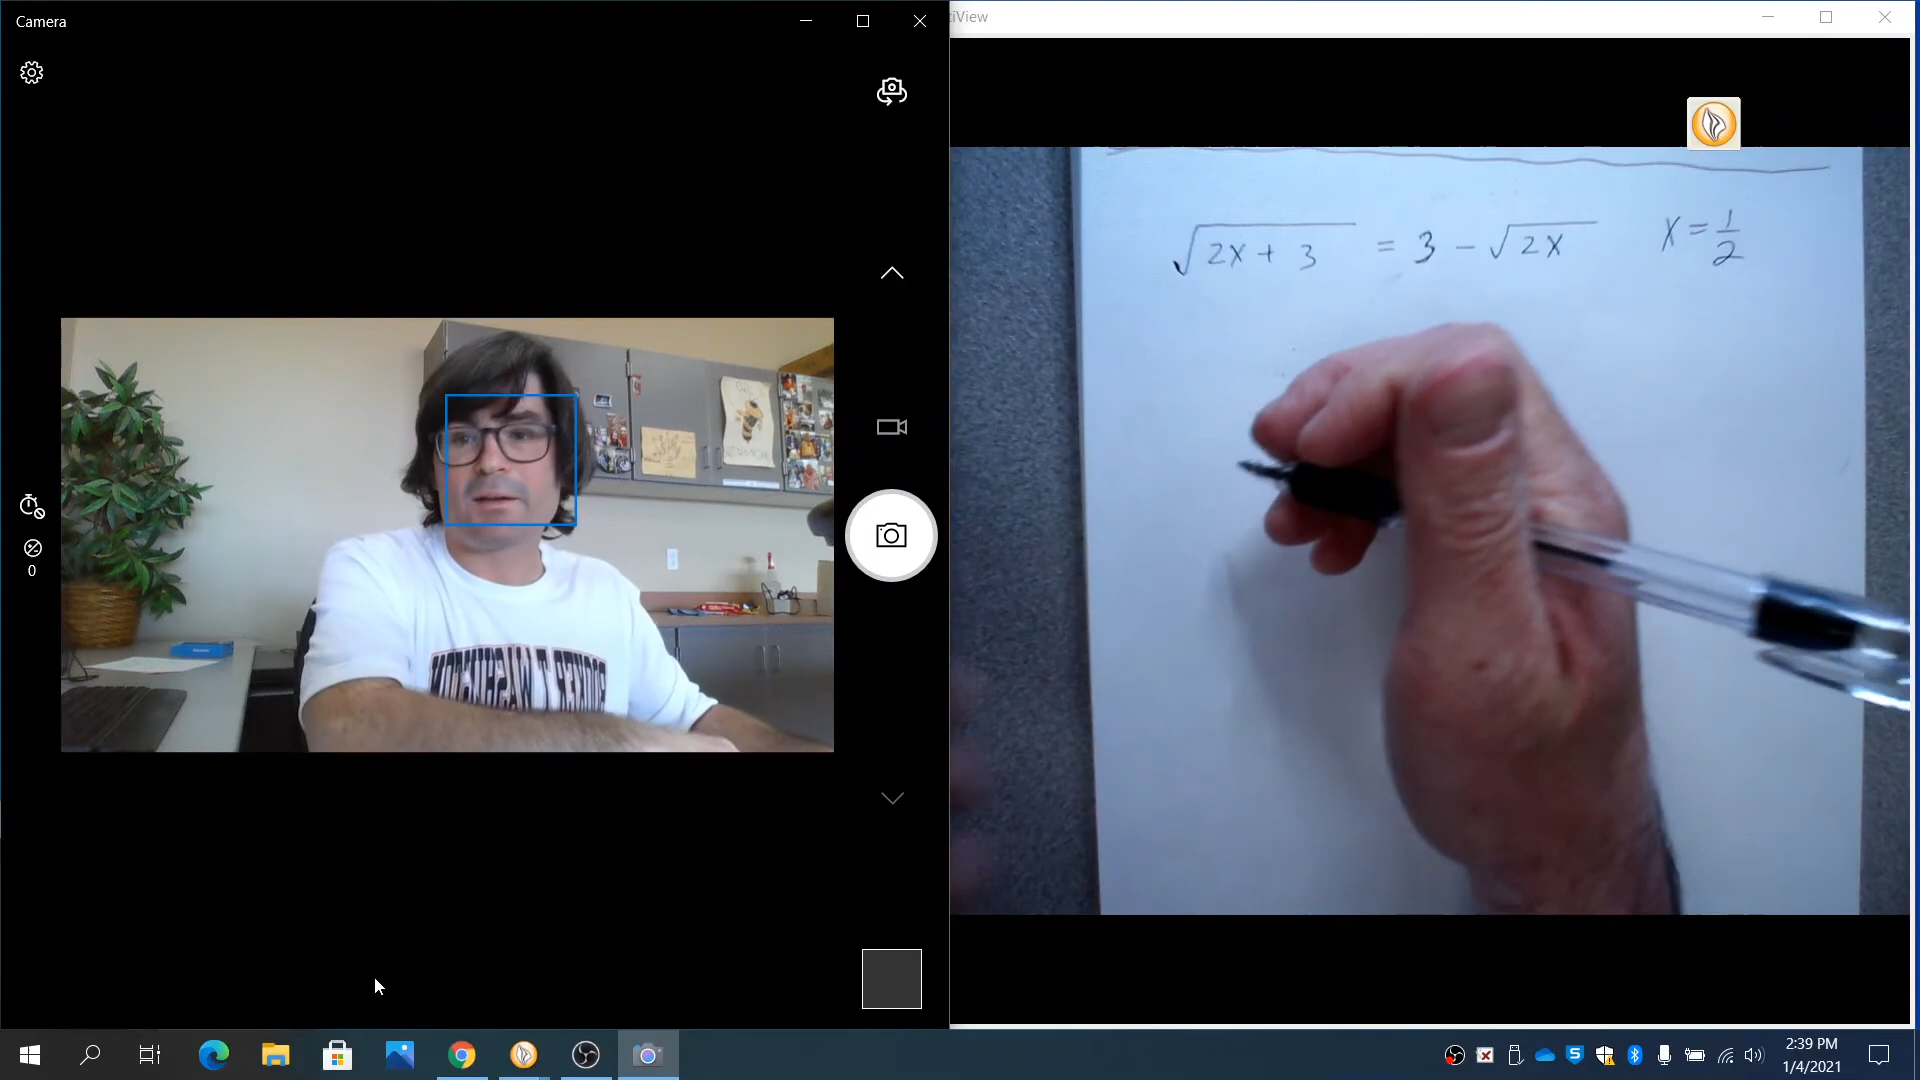 Camera
iView
√2X + 3 = 3 - √2X X = 1/2
0
2:39 PM
1/4/2021